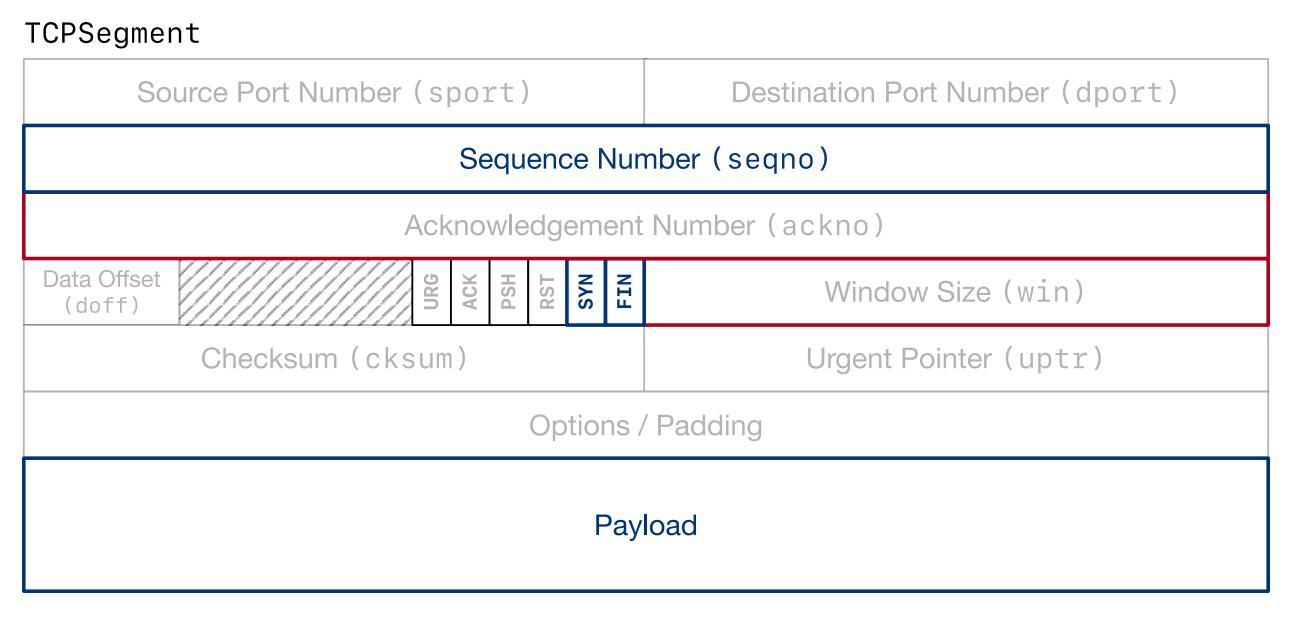 TCPSegment
Source Port Number (sport)
Destination Port Number (dport)
Sequence Number (seqno)
Acknowledgement Number (ackno)
Data Offset
(doff)
URG
ACK
PSH
RST
SYN
FIN
Window Size (win)
Checksum (cksum)
Urgent Pointer (uptr)
Options / Padding
Payload